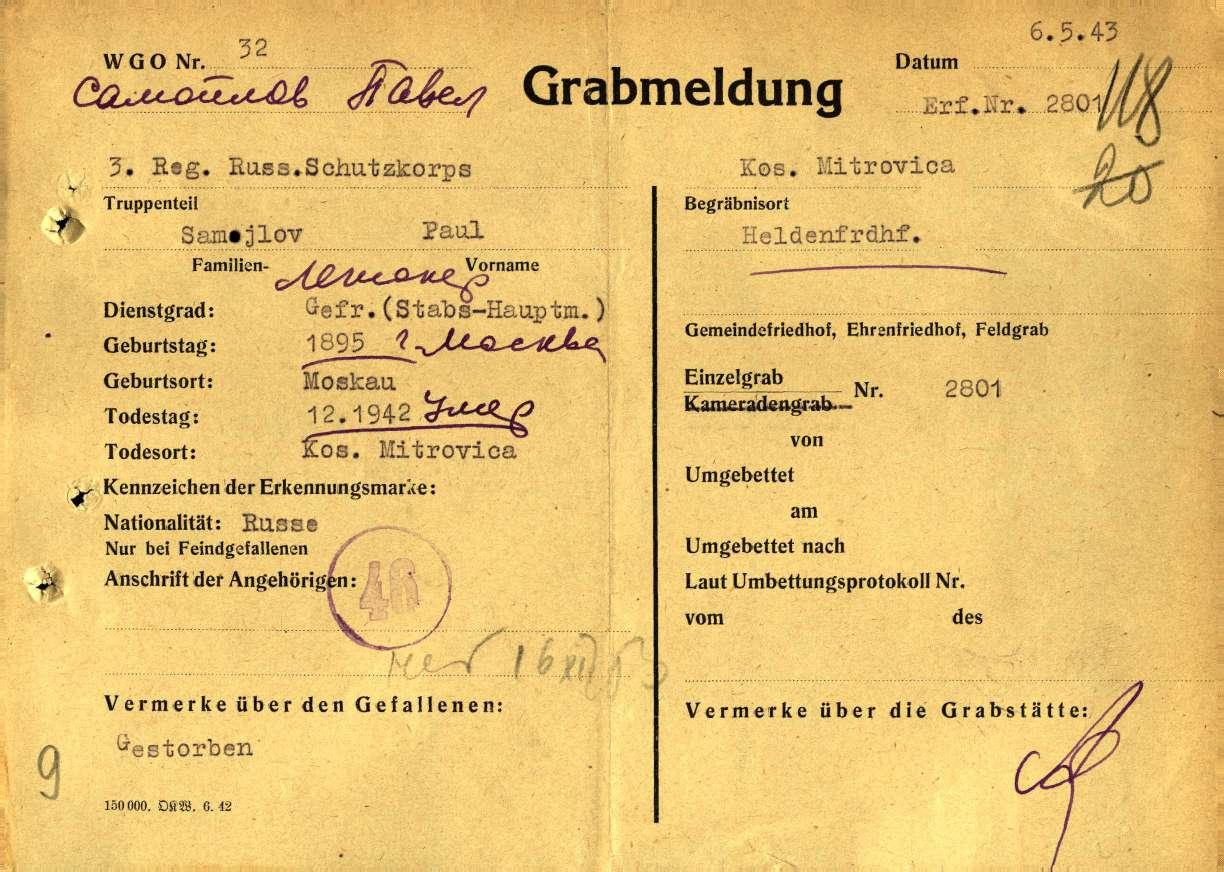 6.5.43
WGO Nr. 32
Datum
Самойлов Павел
Grabmeldung
Erf.Nr. 2801
118
20
3. Reg. Russ.Schutzkorps
Truppenteil
Samojlov Paul
Familien- Vorname
Dienstgrad: Gefr.(Stabs-Hauptm.)
Geburtstag: 1895 г. Москва
Geburtsort: Moskau
Todestag: 12.1942 Умер
Todesort: Kos. Mitrovica
Kennzeichen der Erkennungsmarke:
Nationalität: Russe
Nur bei Feindgefallenen
Anschrift der Angehörigen:
46
Vermerke über den Gefallenen:
Gestorben
9
150 000. OKW. 6. 42
Kos. Mitrovica
Begräbnisort
Heldenfrdhf.
Gemeindefriedhof, Ehrenfriedhof, Feldgrab
Einzelgrab
Kameradengrab Nr. 2801
von
Umgebettet
am
Umgebettet nach
Laut Umbettungsprotokoll Nr.
vom des
Vermerke über die Grabstätte: